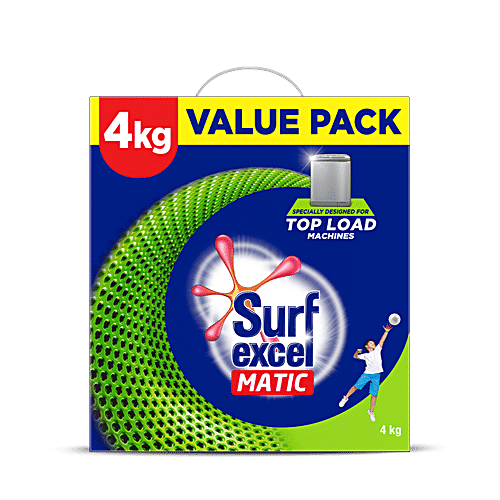 4kg
VALUE PACK
SPECIALLY DESIGNED FOR
TOP LOAD
MACHINES
Surf
excel
MATIC
4 kg